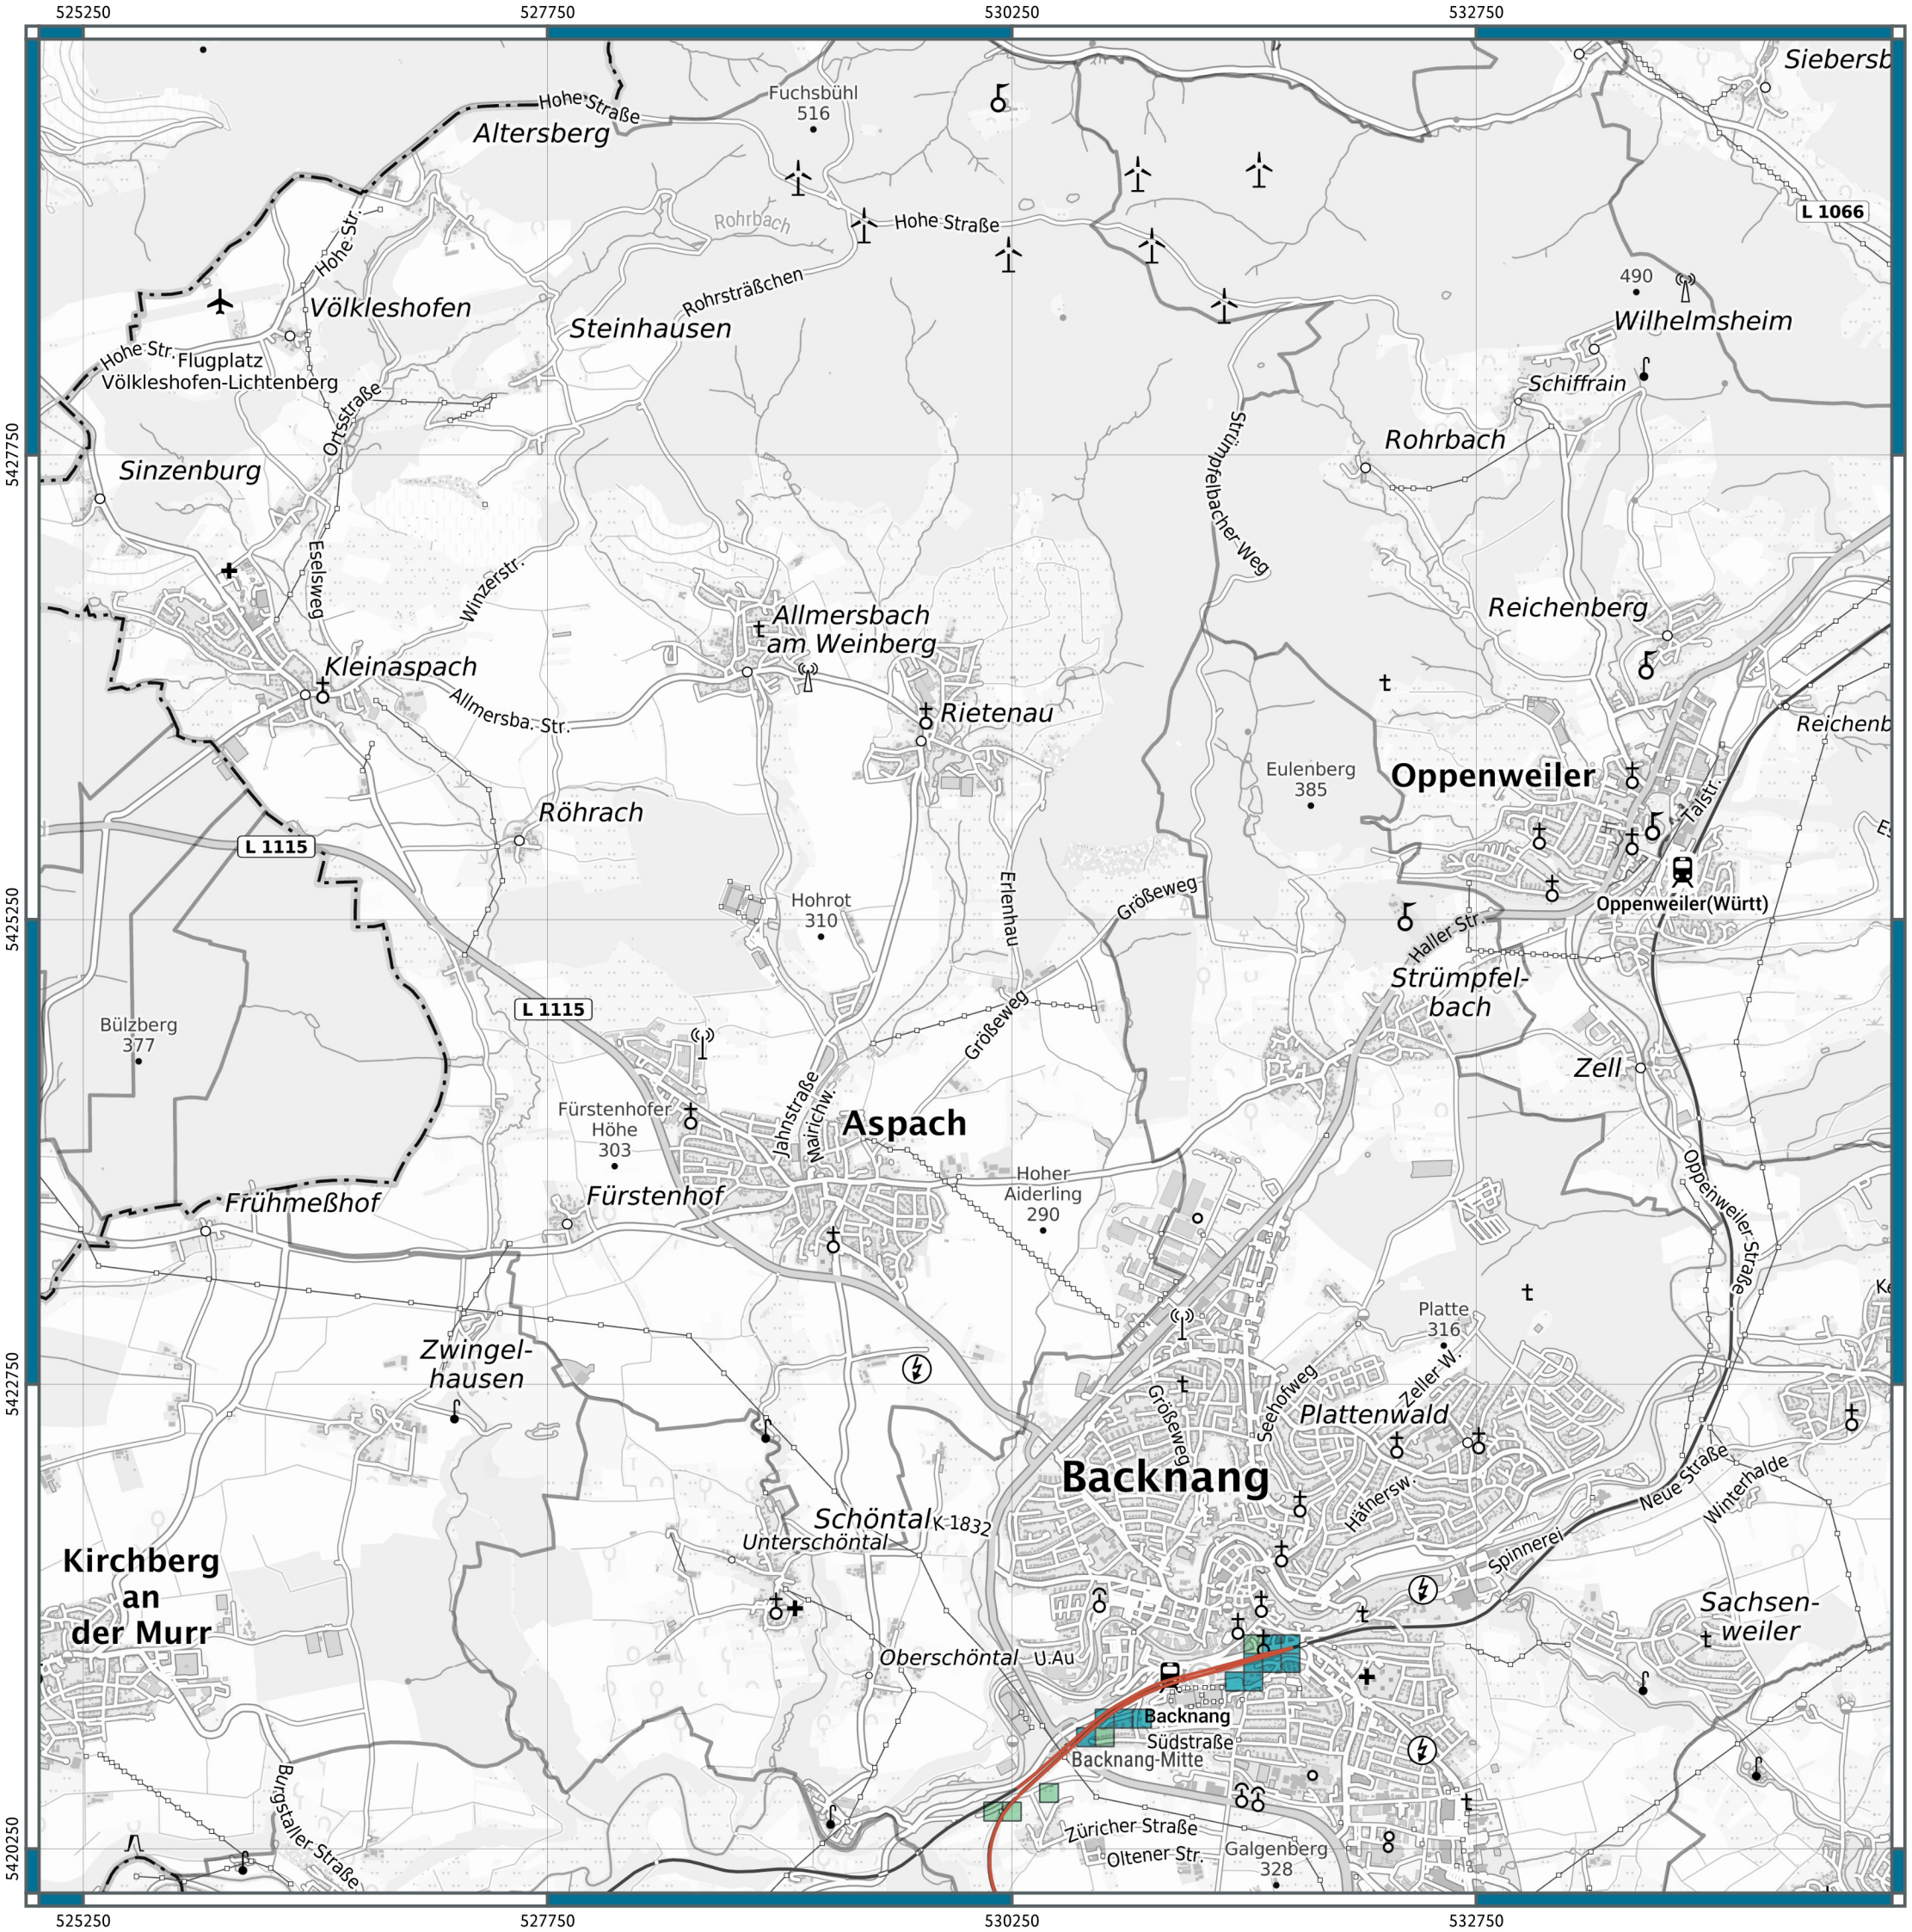 525250
527750
530250
532750
Siebersb
Hohe Straße
Fuchsbühl
516
Altersberg
L 1066
Hohe Str.
Rohrbach
Hohe Straße
Rohrsträßchen
490
Völkleshofen
Steinhausen
Wilhelmsheim
Hohe Str.
Flugplatz
Völkleshofen-Lichtenberg
Schiffrain
Ortsstraße
Strümpfelbacher Weg
Rohrbach
5427750
Sinzenburg
Eselsweg
Winzerstr.
Allmersbach
am Weinberg
Reichenberg
Kleinaspach
Allmersba. Str.
Rietenau
Reichenb
Eulenberg
385
Oppenweiler
Talstr.
Röhrach
L 1115
Es
Hohrot
310
Erlenhau
Größeweg
Oppenweiler(Württ)
5425250
Haller Str.
Strümpfel-
bach
L 1115
Größeweg
Bülzberg
377
Zell
Jahnstraße
Mairichw.
Fürstenhofer
Höhe
303
Aspach
Oppenweiler Straße
Hoher
Aiderling
290
Frühmeßhof
Fürstenhof
Ke
Platte
316
Zwingel-
hausen
5422750
Größeweg
Seehofweg
Zeller W.
Plattenwald
Backnang
Häfnersw.
Neue Straße
Winterhalde
Schöntal
K 1832
Unterschöntal
Spinnerei
Kirchberg
an
der Murr
Sachsen-
weiler
Oberschöntal
U.Au
Backnang
Südstraße
Backnang-Mitte
Burgstaller Straße
Züricher Straße
Oltener Str.
Galgenberg
328
5420250
525250
527750
530250
532750